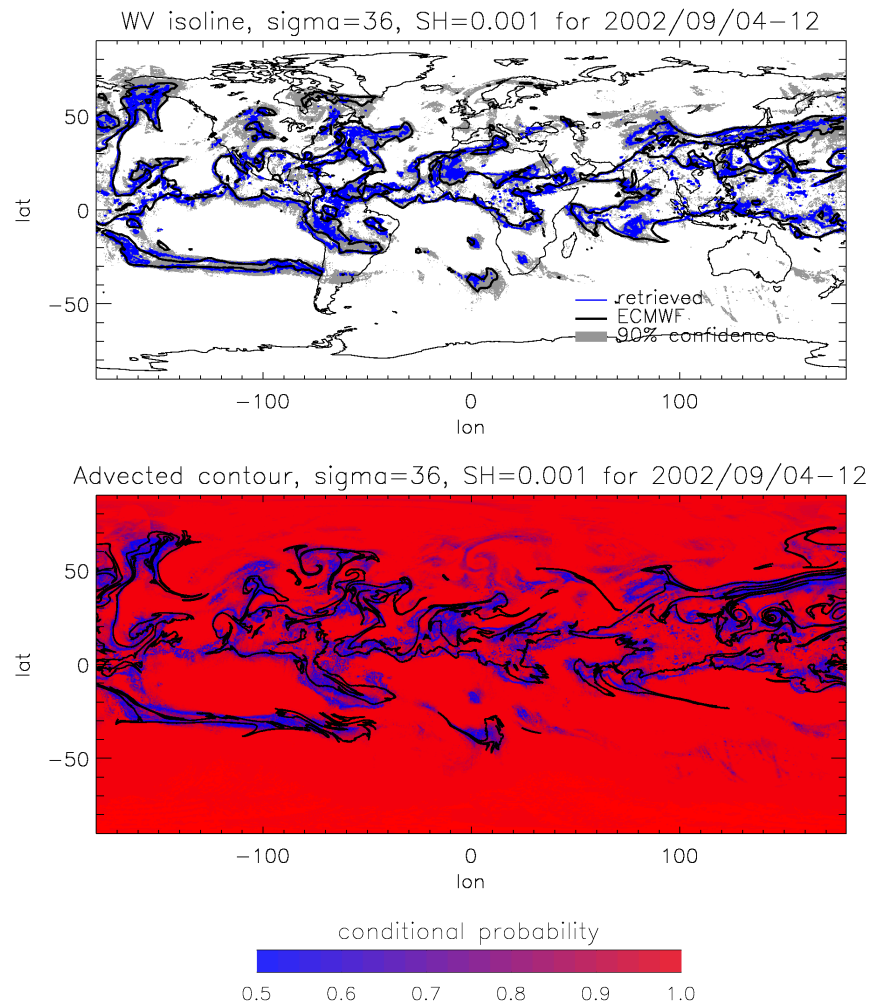 WV isoline, sigma=36, SH=0.001 for 2002/09/04-12
50
0
-50
lat
retrieved
ECMWF
90% confidence
-100 0 100
lon
Advected contour, sigma=36, SH=0.001 for 2002/09/04-12
50
0
-50
lat
-100 0 100
lon
conditional probability
0.5 0.6 0.7 0.8 0.9 1.0